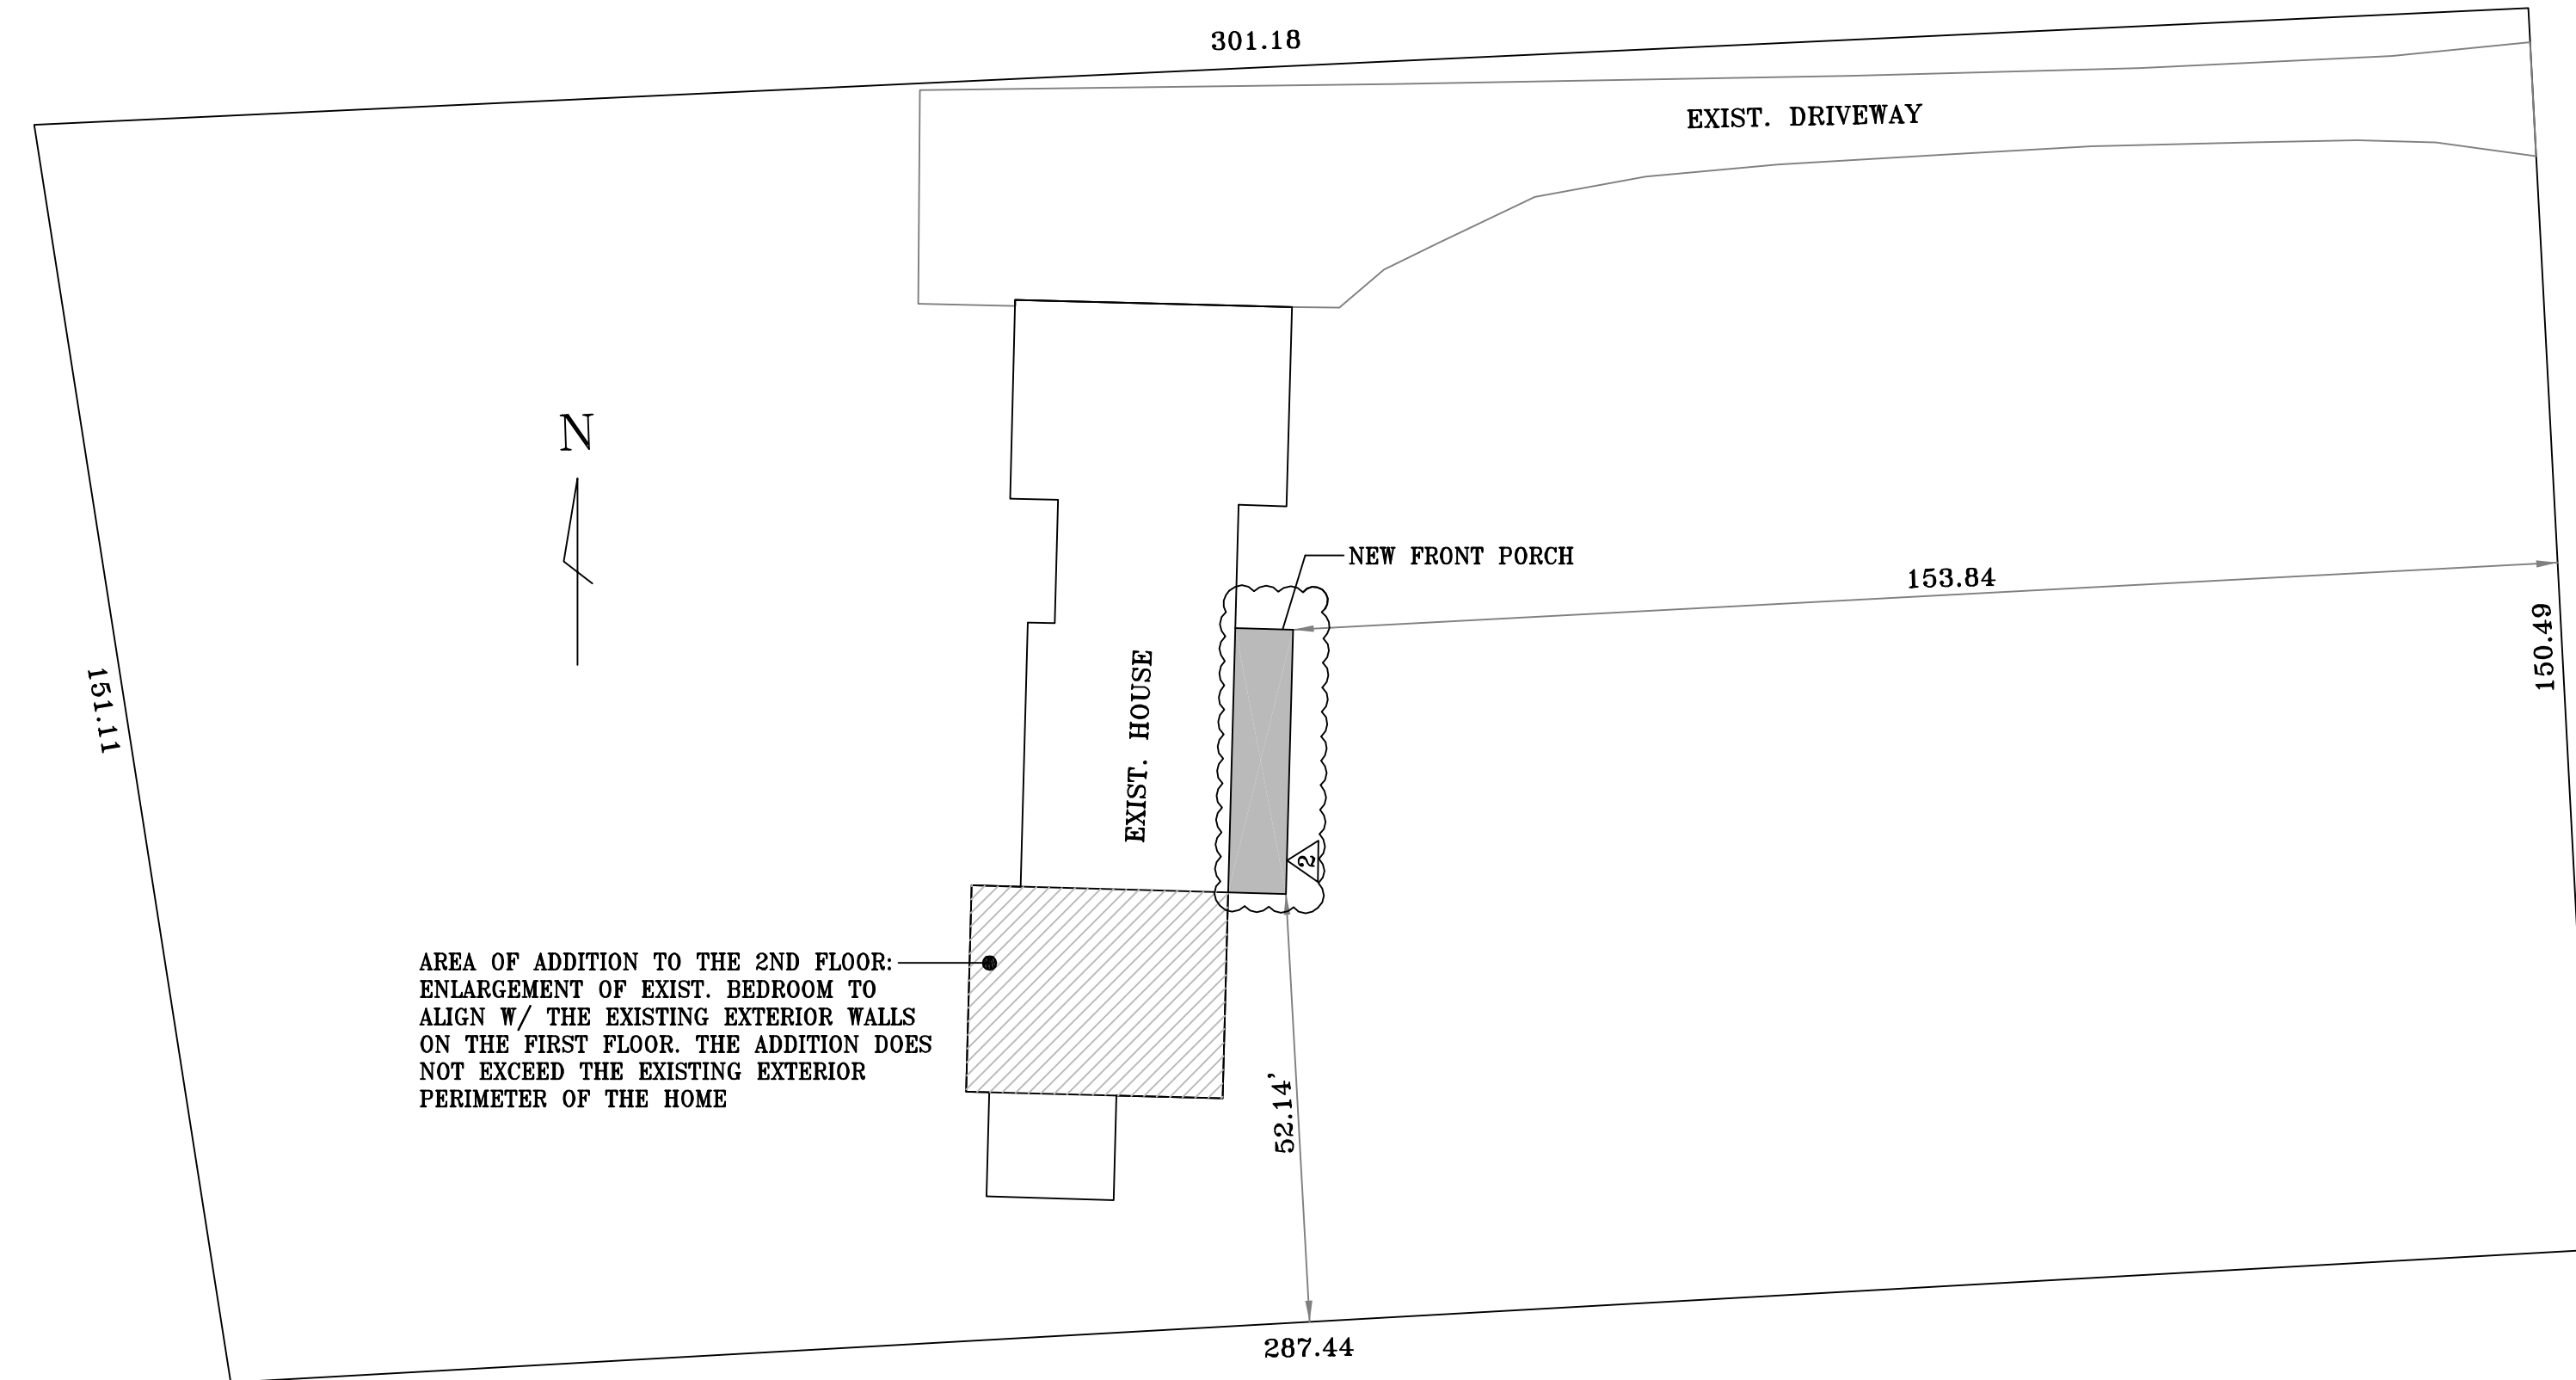 301.18
EXIST. DRIVEWAY
N
NEW FRONT PORCH
153.84
150.49
151.11
EXIST. HOUSE
2
AREA OF ADDITION TO THE 2ND FLOOR:
ENLARGEMENT OF EXIST. BEDROOM TO
ALIGN W/ THE EXISTING EXTERIOR WALLS
ON THE FIRST FLOOR. THE ADDITION DOES
NOT EXCEED THE EXISTING EXTERIOR
PERIMETER OF THE HOME
52.14'
287.44